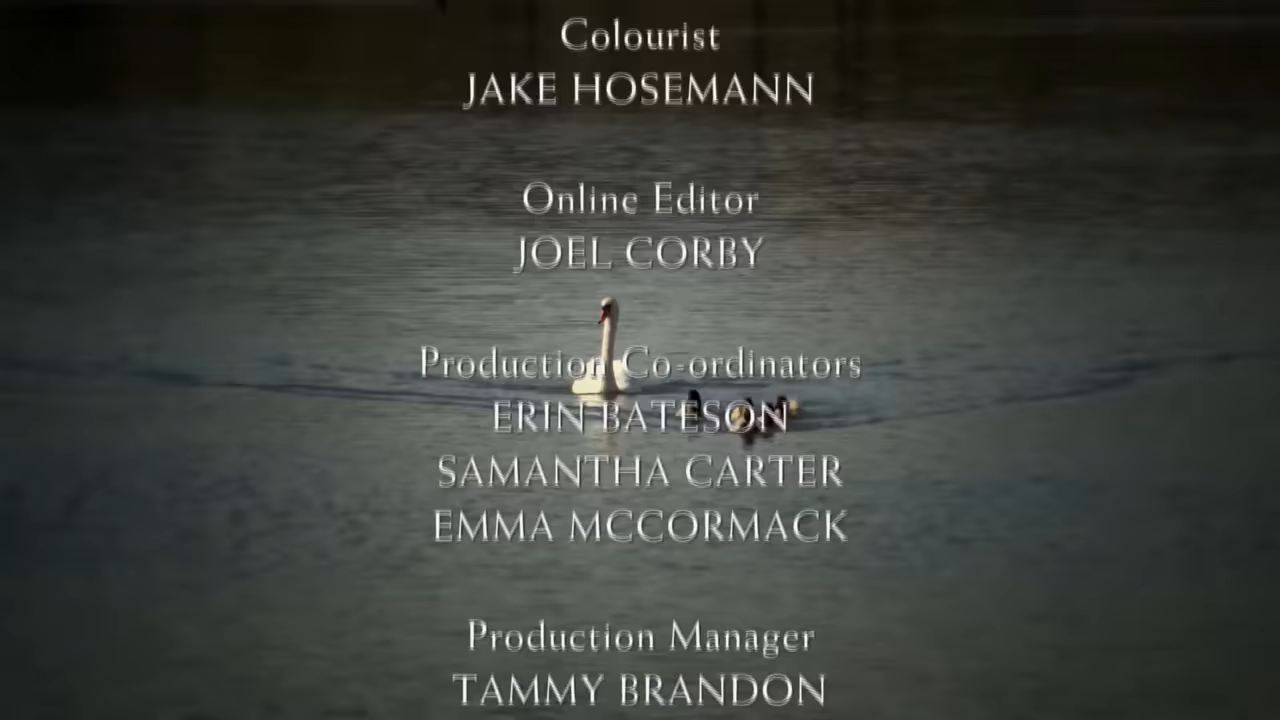 Colourist
JAKE HOSEMANN
Online Editor
JOEL CORBY
Production Co-ordinators
ERIN BATESON
SAMANTHA CARTER
EMMA MCCORMACK
Production Manager
TAMMY BRANDON